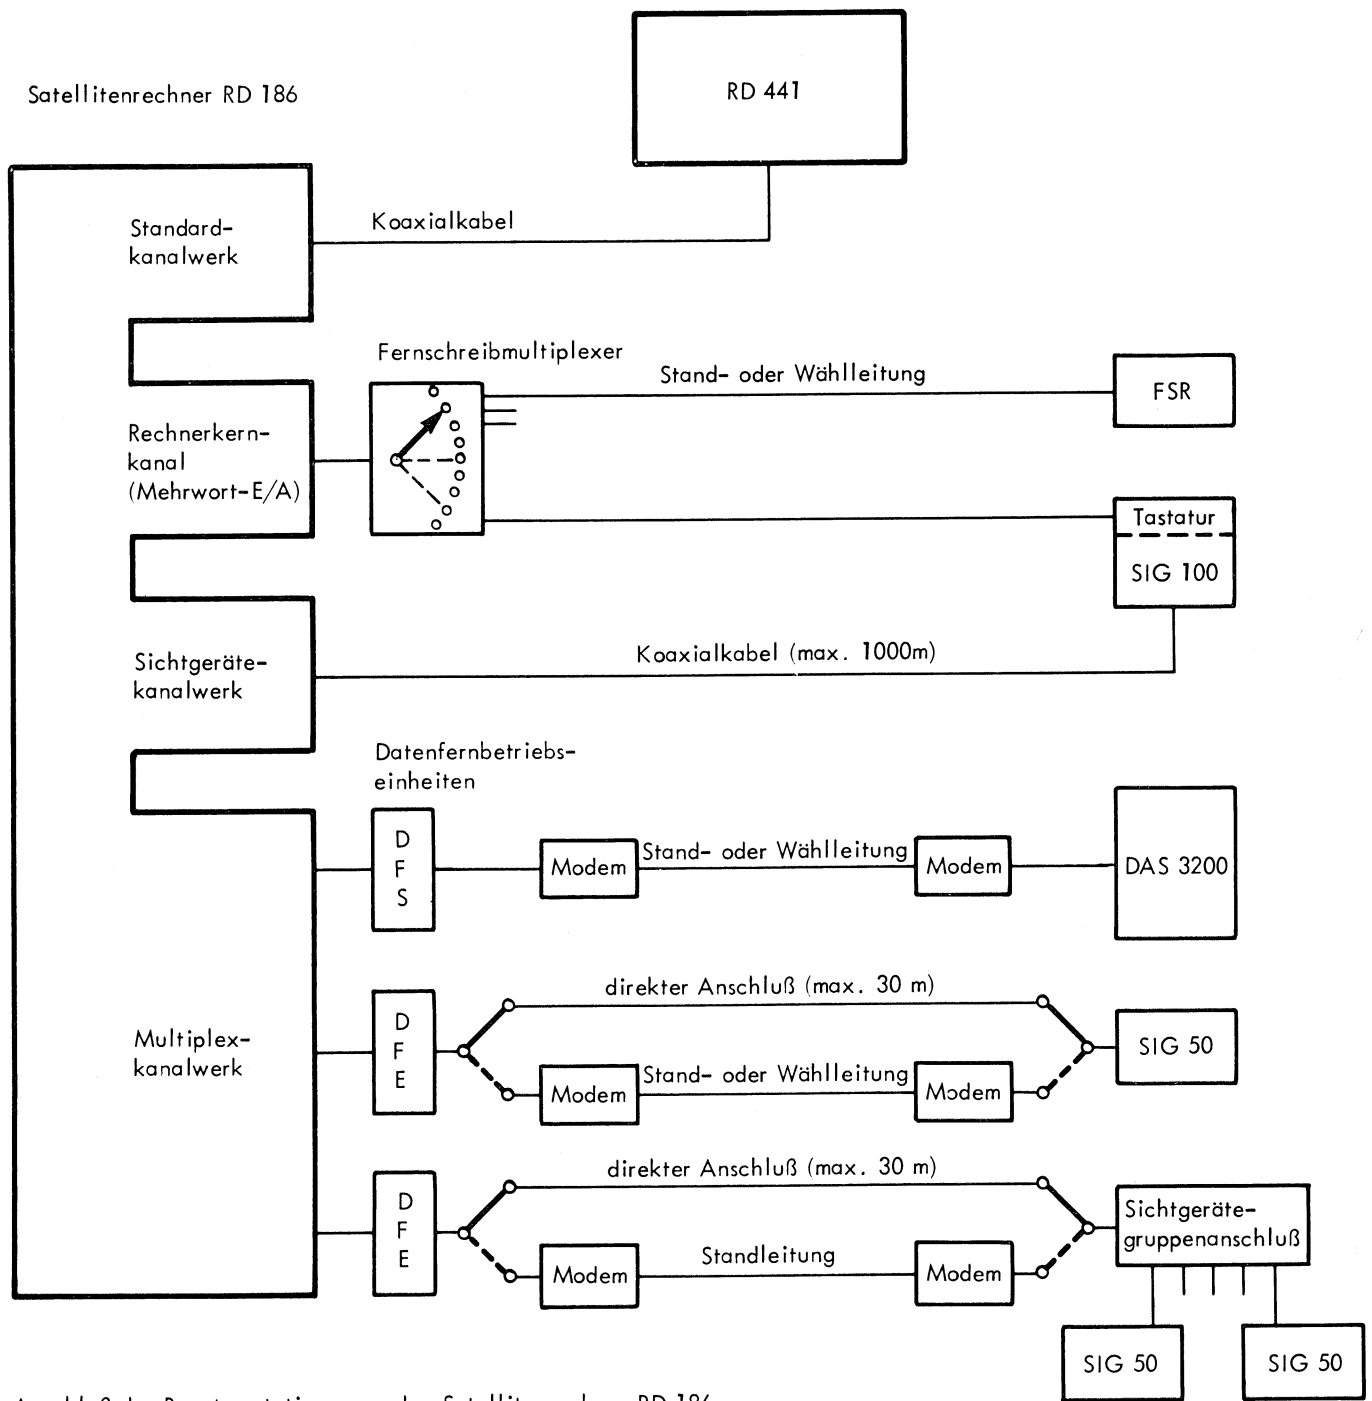 RD 441
Satellitenrechner RD 186
Standard-
kanalwerk
Koaxialkabel
Fernschreibmultiplexer
Stand- oder Wählleitung
FSR
Rechnerkern-
kanal
(Mehrwort-E/A)
Tastatur
SIG 100
Sichtgeräte-
kanalwerk
Koaxialkabel (max. 1000m)
Datenfernbetriebs-
einheiten
D
F
S
Modem
Stand- oder Wählleitung
Modem
DAS 3200
Multiplex-
kanalwerk
D
F
E
direkter Anschluß (max. 30 m)
Modem
Stand- oder Wählleitung
Modem
SIG 50
D
F
E
direkter Anschluß (max. 30 m)
Modem
Standleitung
Modem
Sichtgeräte-
gruppenanschluß
SIG 50
SIG 50
RD 186